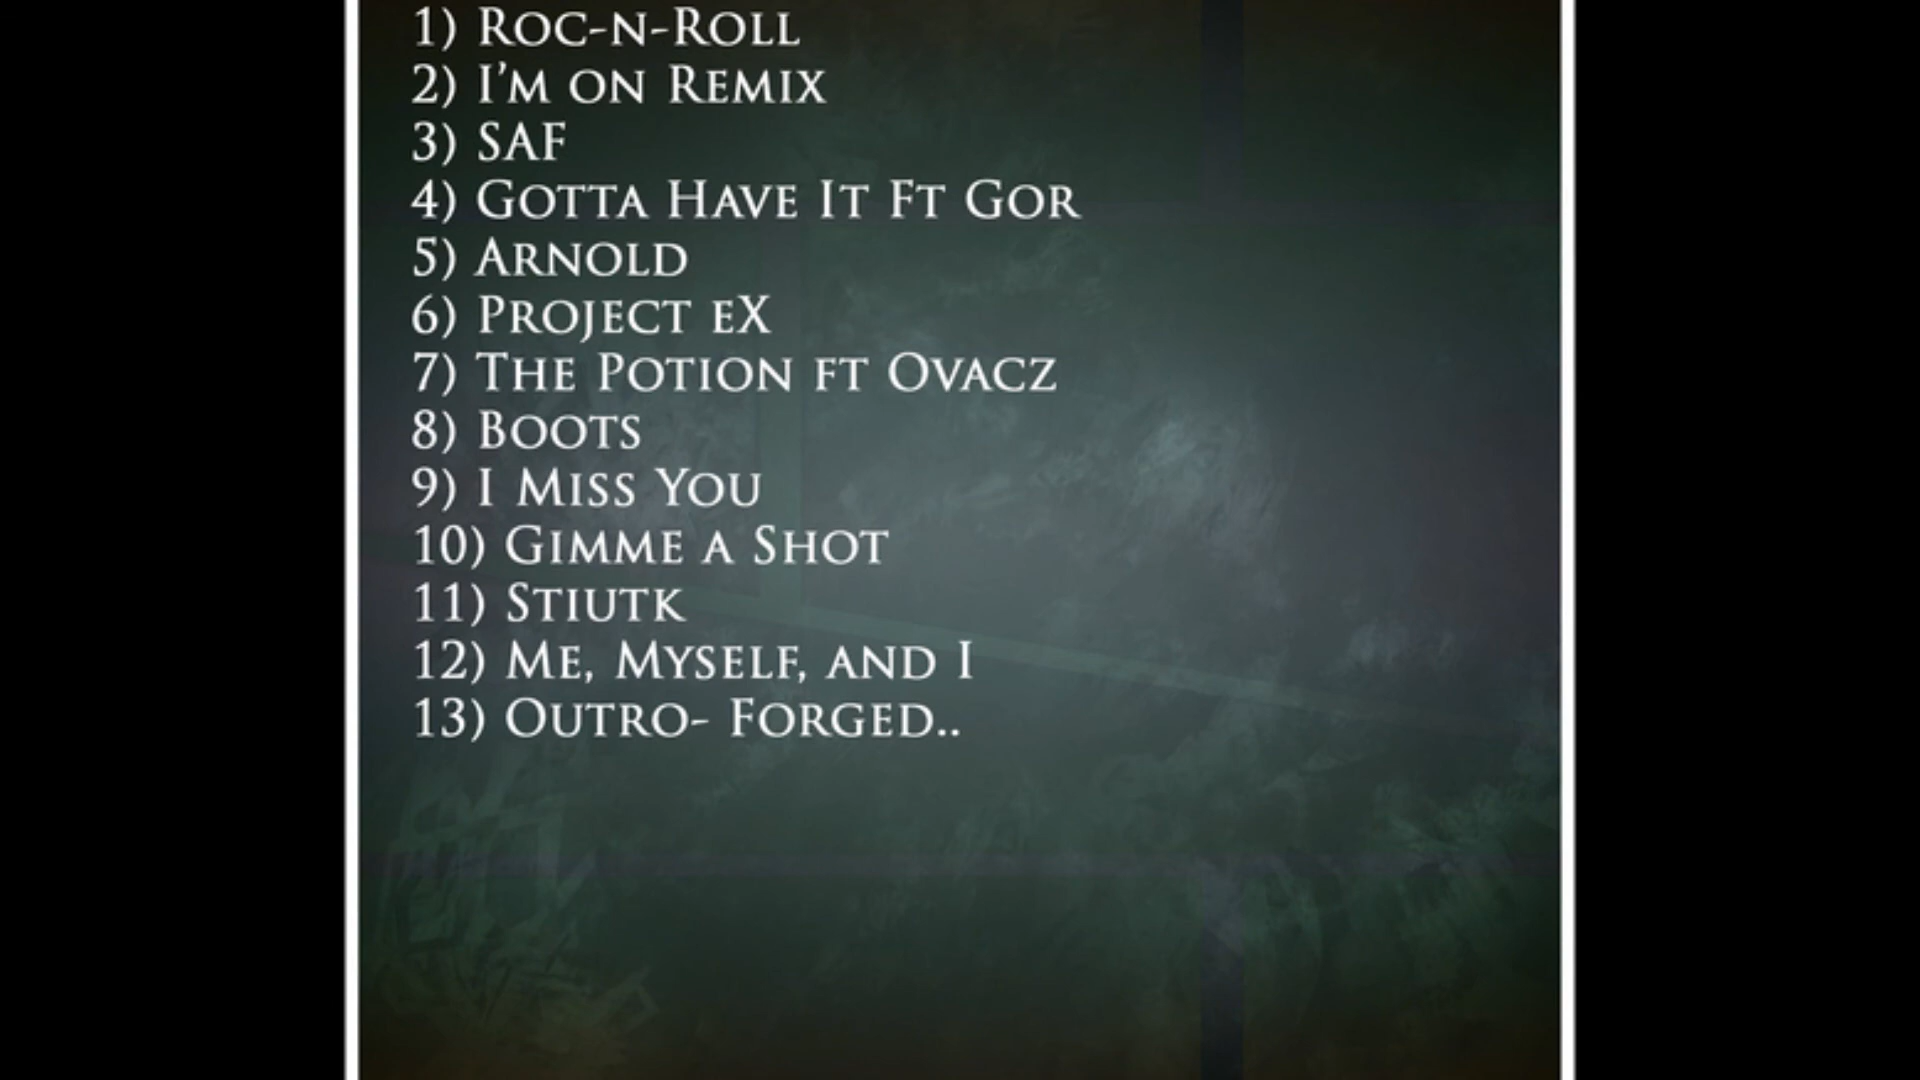 1) Roc-n-Roll
2) I'm on Remix
3) SAF
4) Gotta Have It Ft Gor
5) Arnold
6) Project eX
7) The Potion ft Ovacz
8) Boots
9) I Miss You
10) Gimme a Shot
11) Stiutk
12) Me, Myself, and I
13) Outro- Forged..